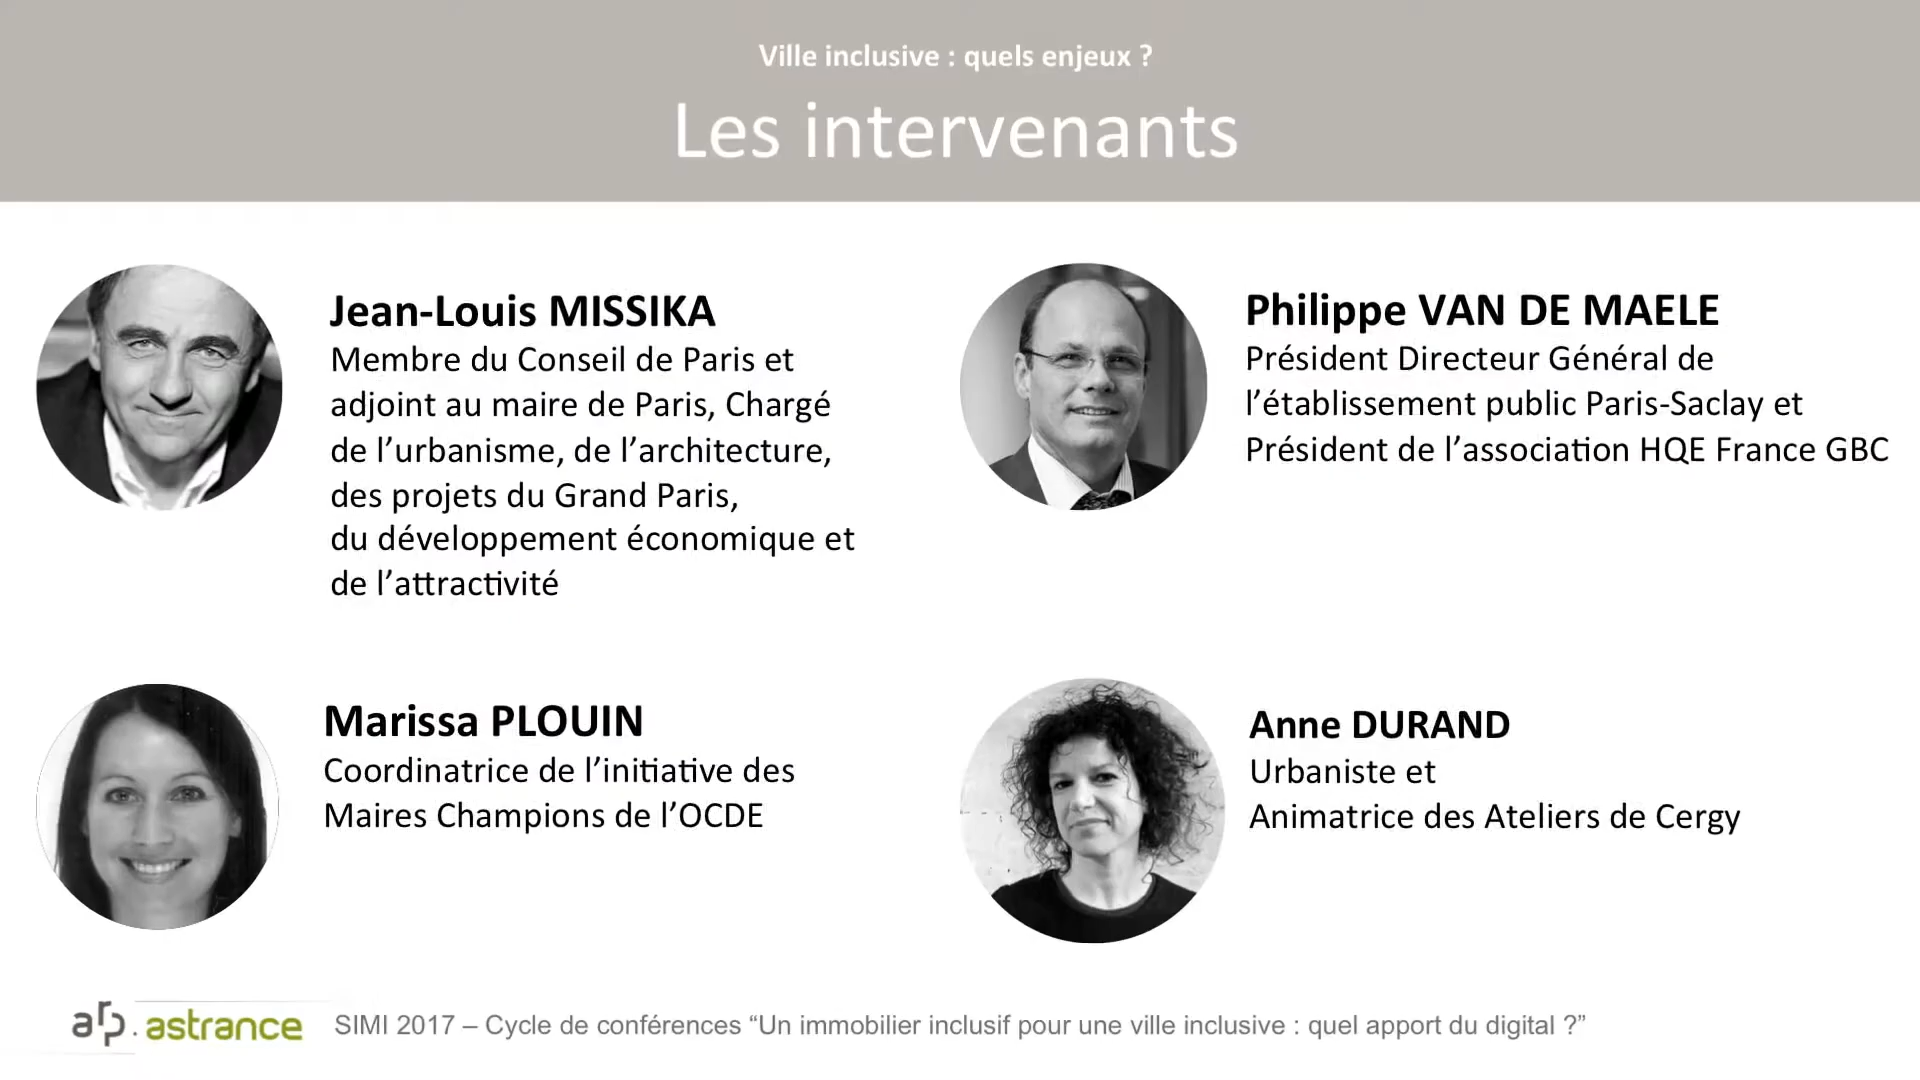 Ville inclusive : quels enjeux ?
Les intervenants
Jean-Louis MISSIKA
Membre du Conseil de Paris et
adjoint au maire de Paris, Chargé
de l’urbanisme, de l’architecture,
des projets du Grand Paris,
du développement économique et
de l’attractivité
Philippe VAN DE MAELE
Président Directeur Général de
l’établissement public Paris-Saclay et
Président de l’association HQE France GBC
Marissa PLOUIN
Coordinatrice de l’initiative des
Maires Champions de l’OCDE
Anne DURAND
Urbaniste et
Animatrice des Ateliers de Cergy
arp. astrance
SIMI 2017 – Cycle de conférences “Un immobilier inclusif pour une ville inclusive : quel apport du digital ?”